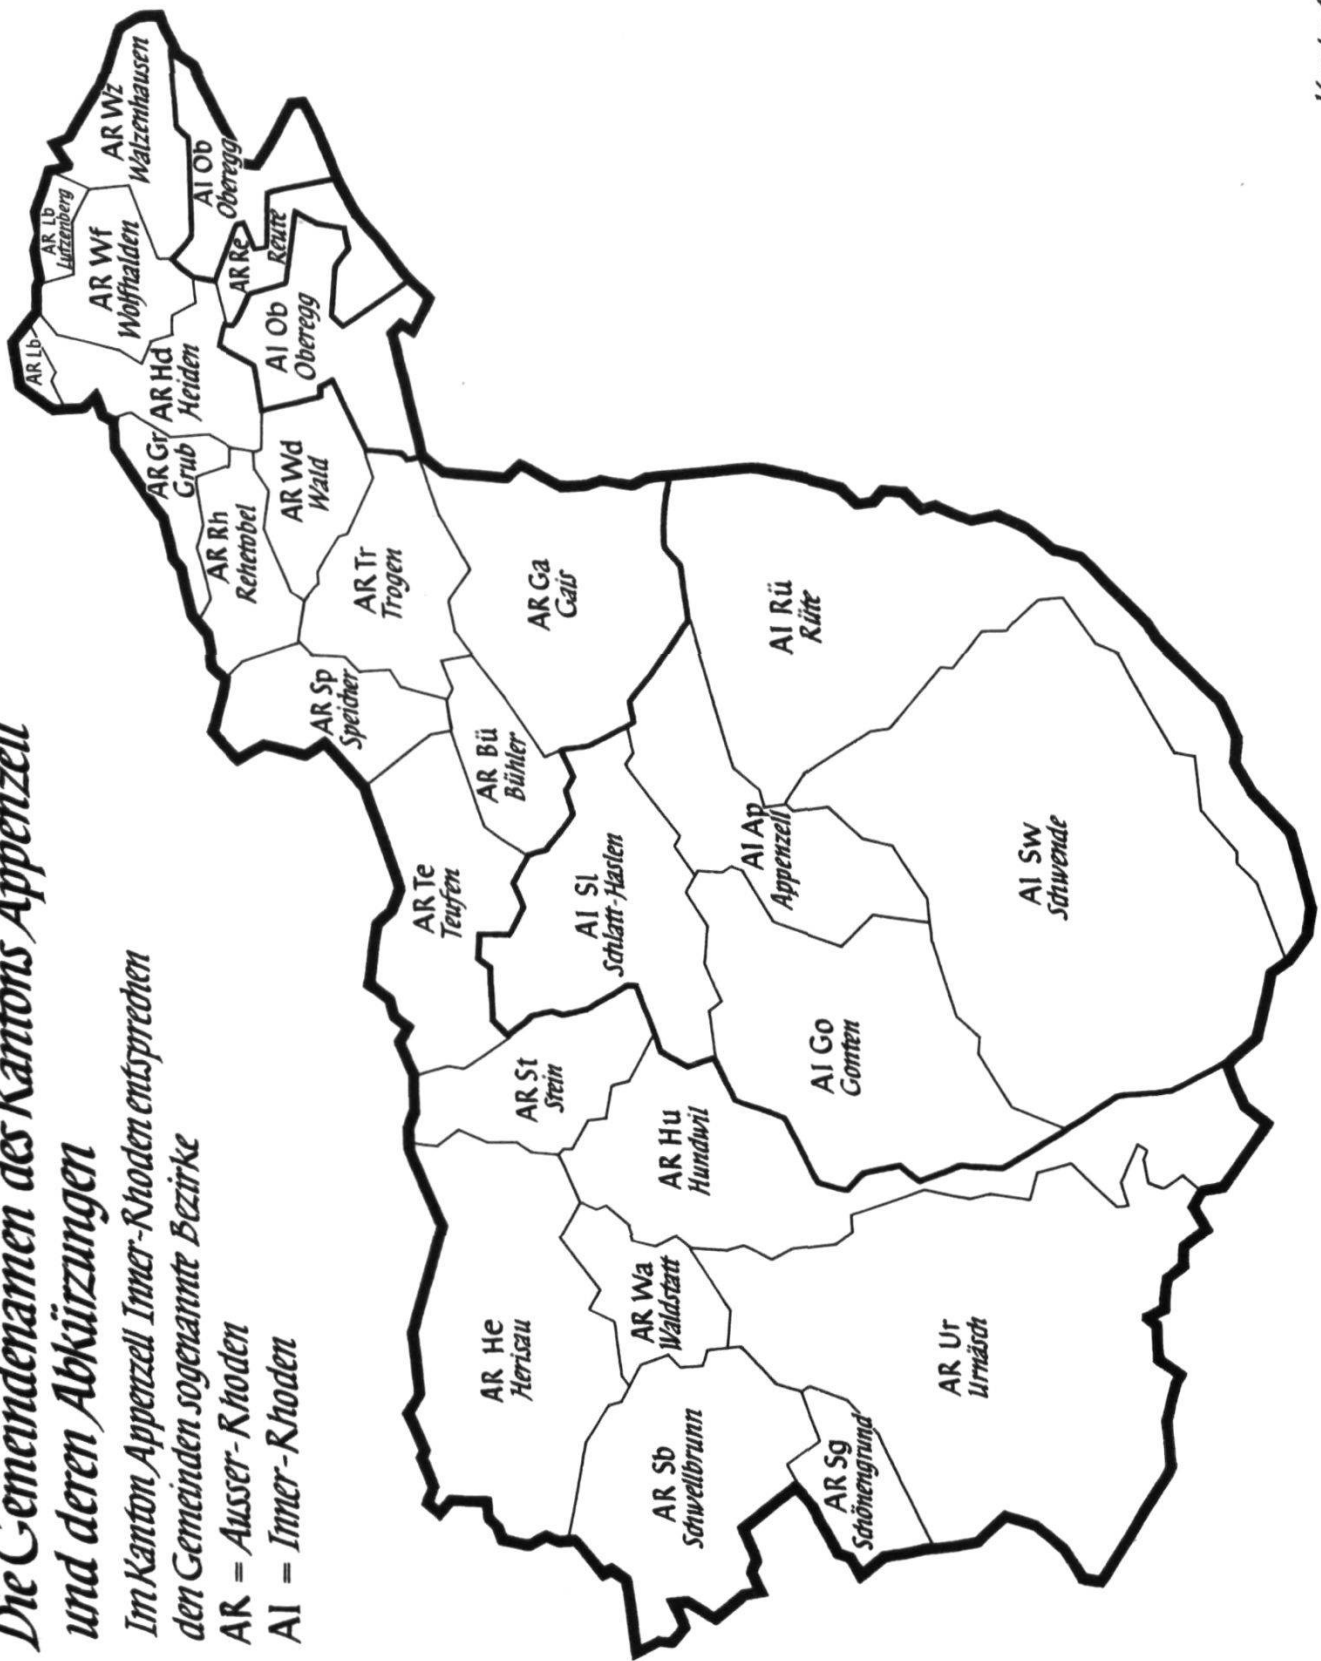 Die Gemeindenamen des Kantons Appenzell
und deren Abkürzungen
Im Kanton Appenzell Inner-Rhoden entsprechen
den Gemeinden sogenannte Bezirke
AR = Ausser-Rhoden
AI = Inner-Rhoden
AR He
Herisau
AR Sb
Schwellbrunn
AR Sg
Schönengrund
AR Wa
Waldstatt
AR Ur
Urnäsch
AR Hu
Hundwil
AR St
Stein
AI Go
Gonten
AR Te
Teufen
AI Sl
Schlatt-Haslen
AI Ap
Appenzell
AI Sw
Schwende
AR Bü
Bühler
AR Sp
Speicher
AR Ga
Gais
AI Rü
Rüte
AR Tr
Trogen
AR Rh
Rehetobel
AR Wd
Wald
AR Gr
Grub
AR Hd
Heiden
AR Lb
AI Ob
Oberegg
AR Wf
Wolfhalden
AR Lb
Lutzenberg
AR Re
Reute
AI Ob
Oberegg
AR Wz
Walzenhausen